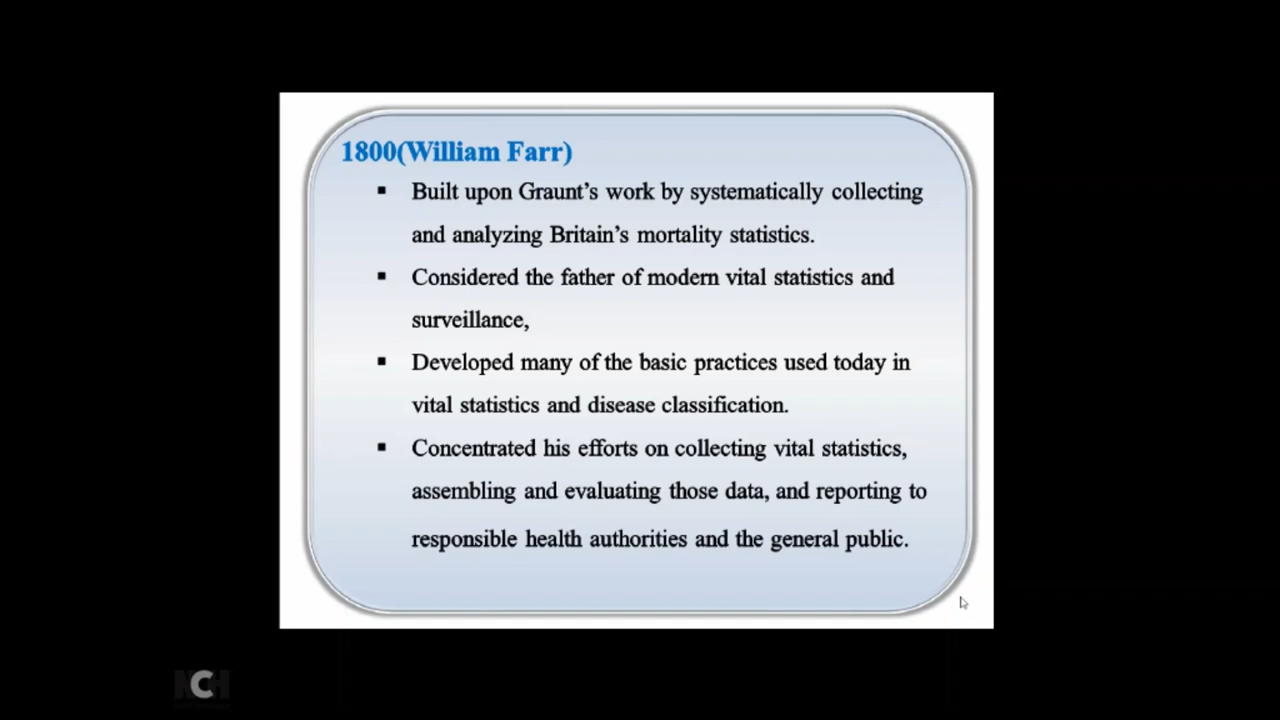 1800(William Farr)
▪ Built upon Graunt's work by systematically collecting
and analyzing Britain's mortality statistics.
▪ Considered the father of modern vital statistics and
surveillance,
▪ Developed many of the basic practices used today in
vital statistics and disease classification.
▪ Concentrated his efforts on collecting vital statistics,
assembling and evaluating those data, and reporting to
responsible health authorities and the general public.
NCH